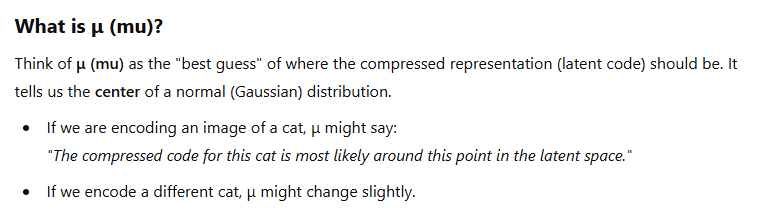 What is μ (mu)?
Think of μ (mu) as the "best guess" of where the compressed representation (latent code) should be. It
tells us the center of a normal (Gaussian) distribution.
• If we are encoding an image of a cat, μ might say:
"The compressed code for this cat is most likely around this point in the latent space."
• If we encode a different cat, μ might change slightly.